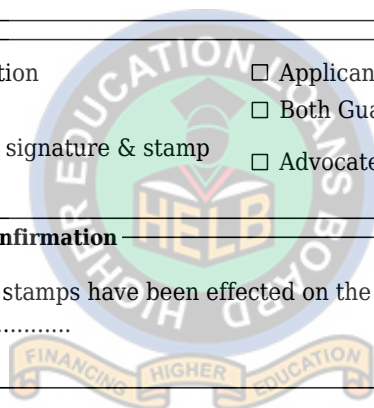 tion
☐ Applican
☐ Both Gua
signature & stamp
☐ Advocate
nfirmation
stamps have been effected on the
............
HIGHER EDUCATION LOANS BOARD
HELB
FINANCING HIGHER EDUCATION